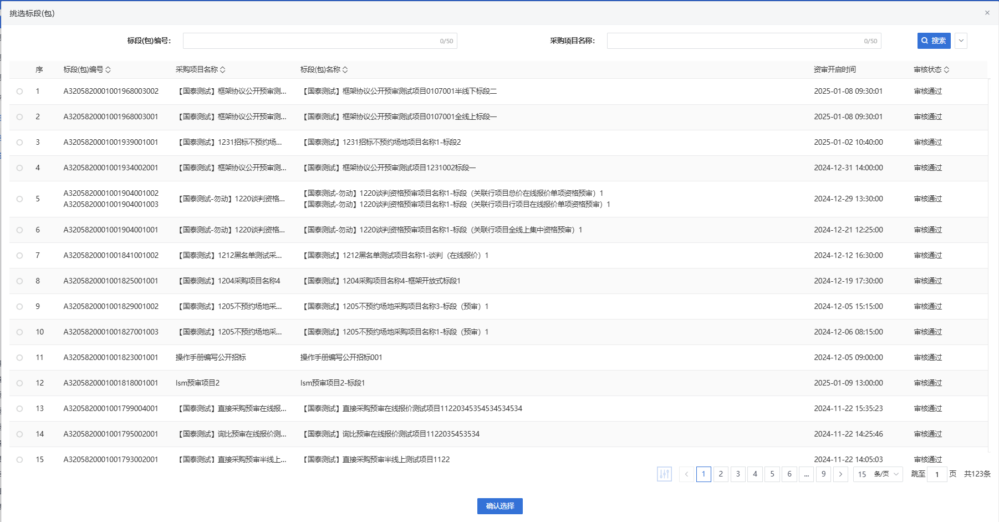 挑选标段(包)
标段(包)编号: 0/50 采购项目名称: 0/50 搜索
序 标段(包)编号 采购项目名称 标段(包)名称 资审开启时间 审核状态
1 A3205820001001968003002 【国泰测试】框架协议公开预审测... 【国泰测试】框架协议公开预审测试项目0107001半线下标段二 2025-01-08 09:30:01 审核通过
2 A3205820001001968003001 【国泰测试】框架协议公开预审测... 【国泰测试】框架协议公开预审测试项目0107001全线上标段一 2025-01-08 09:30:01 审核通过
3 A3205820001001939001001 【国泰测试】1231招标不预约场... 【国泰测试】1231招标不预约场地项目名称1-标段2 2025-01-02 10:40:00 审核通过
4 A3205820001001934002001 【国泰测试】框架协议公开预审测... 【国泰测试】框架协议公开预审测试项目1231002标段一 2024-12-31 14:00:00 审核通过
A3205820001001904001002 【国泰测试-勿动】1220谈判资格预审项目名称1-标段（关联行项目总价在线报价单项资格预审）1
5 【国泰测试-勿动】1220谈判资格... 2024-12-29 13:30:00 审核通过
A3205820001001904001003 【国泰测试-勿动】1220谈判资格预审项目名称1-标段（关联行项目行项目在线报价单项资格预审）1
6 A3205820001001904001001 【国泰测试-勿动】1220谈判资格... 【国泰测试-勿动】1220谈判资格预审项目名称1-标段（关联行项目全线上集中资格预审）1 2024-12-21 12:25:00 审核通过
7 A3205820001001841001002 【国泰测试】1212黑名单测试采... 【国泰测试】1212黑名单测试项目名称1-谈判（在线报价）1 2024-12-12 16:30:00 审核通过
8 A3205820001001825001001 【国泰测试】1204采购项目名称4 【国泰测试】1204采购项目名称4-框架开放式标段1 2024-12-19 17:30:00 审核通过
9 A3205820001001829001002 【国泰测试】1205不预约场地采... 【国泰测试】1205不预约场地采购项目名称3-标段（预审）1 2024-12-05 15:15:00 审核通过
10 A3205820001001827001003 【国泰测试】1205不预约场地采... 【国泰测试】1205不预约场地采购项目名称1-标段（预审）1 2024-12-06 08:15:00 审核通过
11 A3205820001001823001001 操作手册编写公开招标 操作手册编写公开招标001 2024-12-05 09:00:00 审核通过
12 A3205820001001818001001 lsm预审项目2 lsm预审项目2-标段1 2025-01-09 13:00:00 审核通过
13 A3205820001001799004001 【国泰测试】直接采购预审在线报... 【国泰测试】直接采购预审在线报价测试项目11220345354534534534 2024-11-22 15:35:23 审核通过
14 A3205820001001795002001 【国泰测试】询比预审在线报价测... 【国泰测试】询比预审在线报价测试项目1122035453534 2024-11-22 14:25:46 审核通过
15 A3205820001001793002001 【国泰测试】直接采购预审半线上... 【国泰测试】直接采购预审半线上测试项目1122 2024-11-22 14:05:03 审核通过
1 2 3 4 5 6 ... 9 15 条/页 跳至 1 页 共123条
确认选择